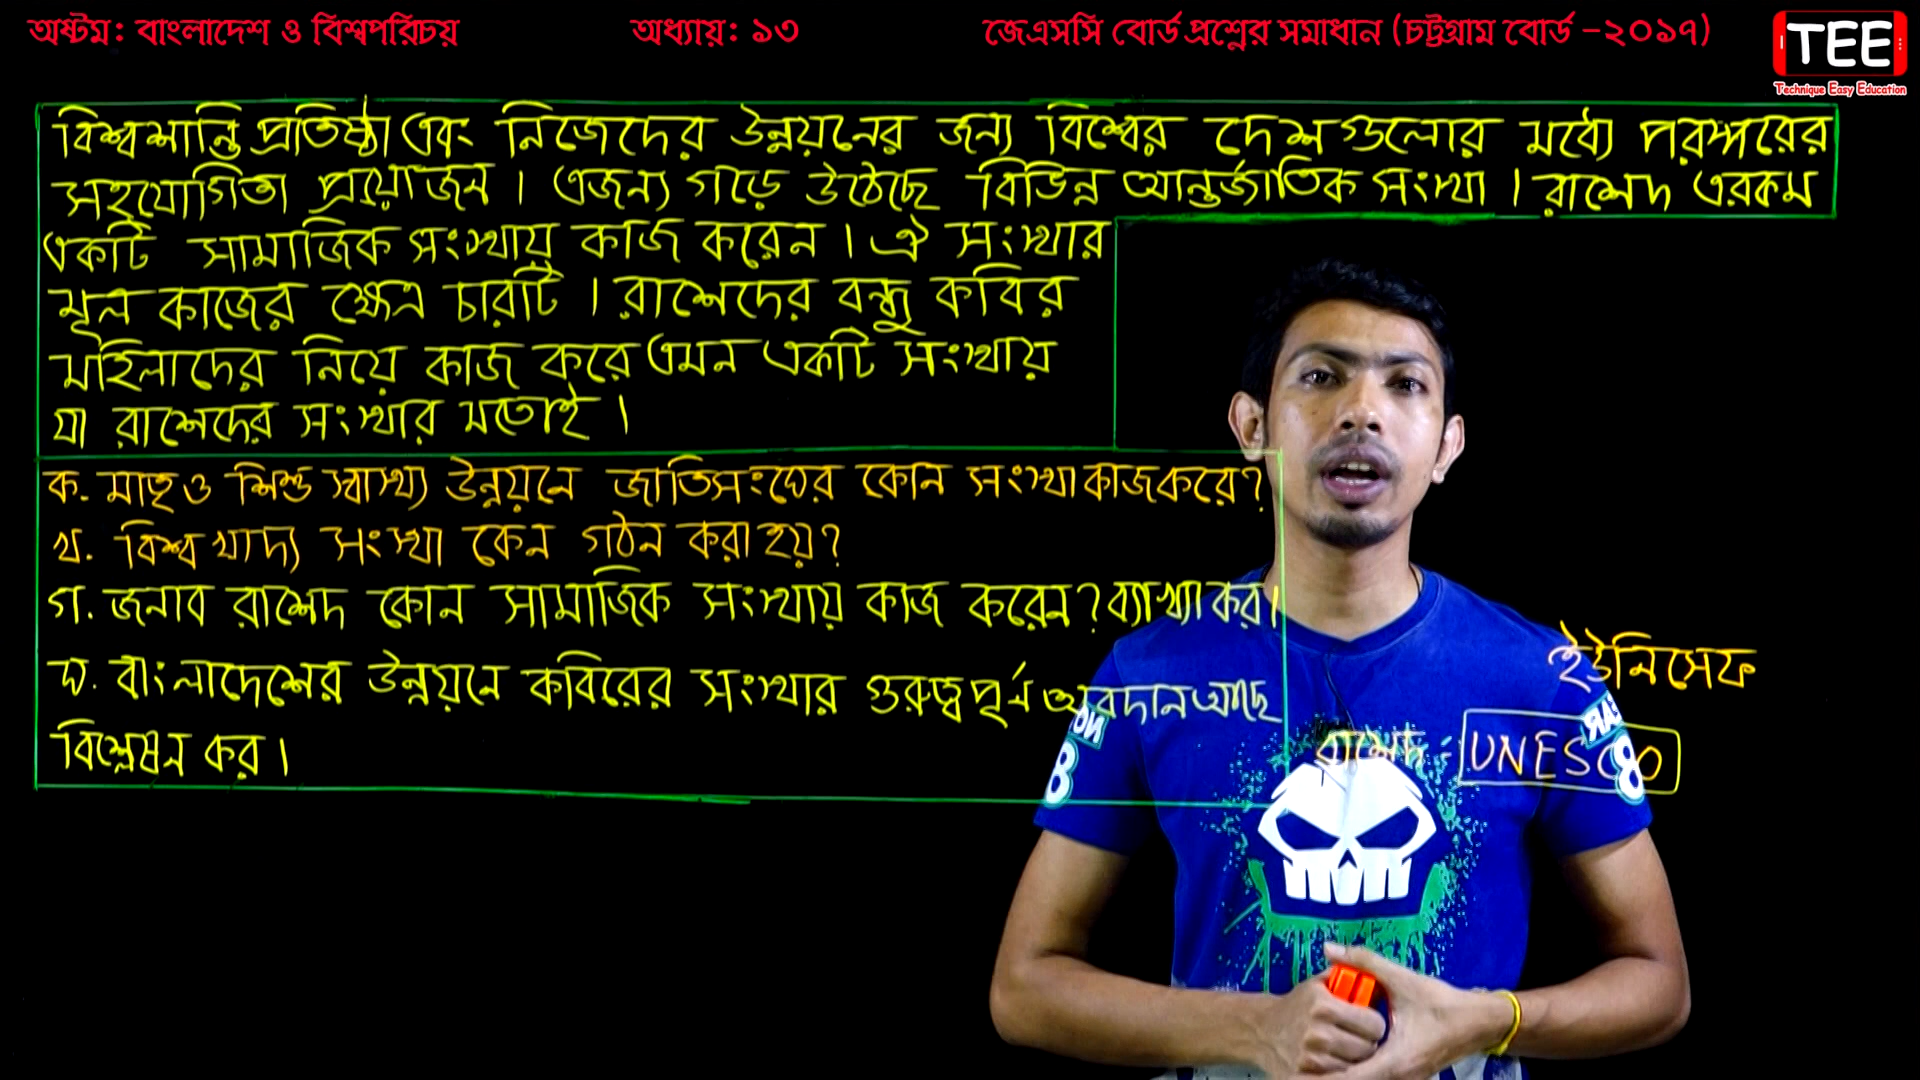 অষ্টম: বাংলাদেশ ও বিশ্বপরিচয়
অধ্যায়: ১৩
জেএসসি বোর্ড প্রশ্নের সমাধান (চট্টগ্রাম বোর্ড -২০১৭)
TEE
Technique Easy Education
বিশ্বশান্তি প্রতিষ্ঠা এবং নিজেদের উন্নয়নের জন্য বিশ্বের দেশগুলোর মধ্যে পরস্পরের
সহযোগিতা প্রয়োজন। এজন্য গড়ে উঠেছে বিভিন্ন আন্তর্জাতিক সংস্থা। রাশেদ এরকম
একটি সামাজিক সংস্থায় কাজ করেন। ঐ সংস্থার
মূল কাজের ক্ষেত্র চারটি। রাশেদের বন্ধু কবির
মহিলাদের নিয়ে কাজ করে এমন একটি সংস্থায়
যা রাশেদের সংস্থার মতোই।
ক. মাতৃ ও শিশু স্বাস্থ্য উন্নয়নে জাতিসংঘের কোন সংস্থা কাজ করে?
খ. বিশ্ব খাদ্য সংস্থা কেন গঠন করা হয়?
গ. জনাব রাশেদ কোন সামাজিক সংস্থায় কাজ করেন? ব্যাখ্যা কর।
ঘ. বাংলাদেশের উন্নয়নে কবিরের সংস্থার গুরুত্বপূর্ন অবদান আছে
বিশ্লেষন কর।
ইউনিসেফ
রাশেদ - UNESCO